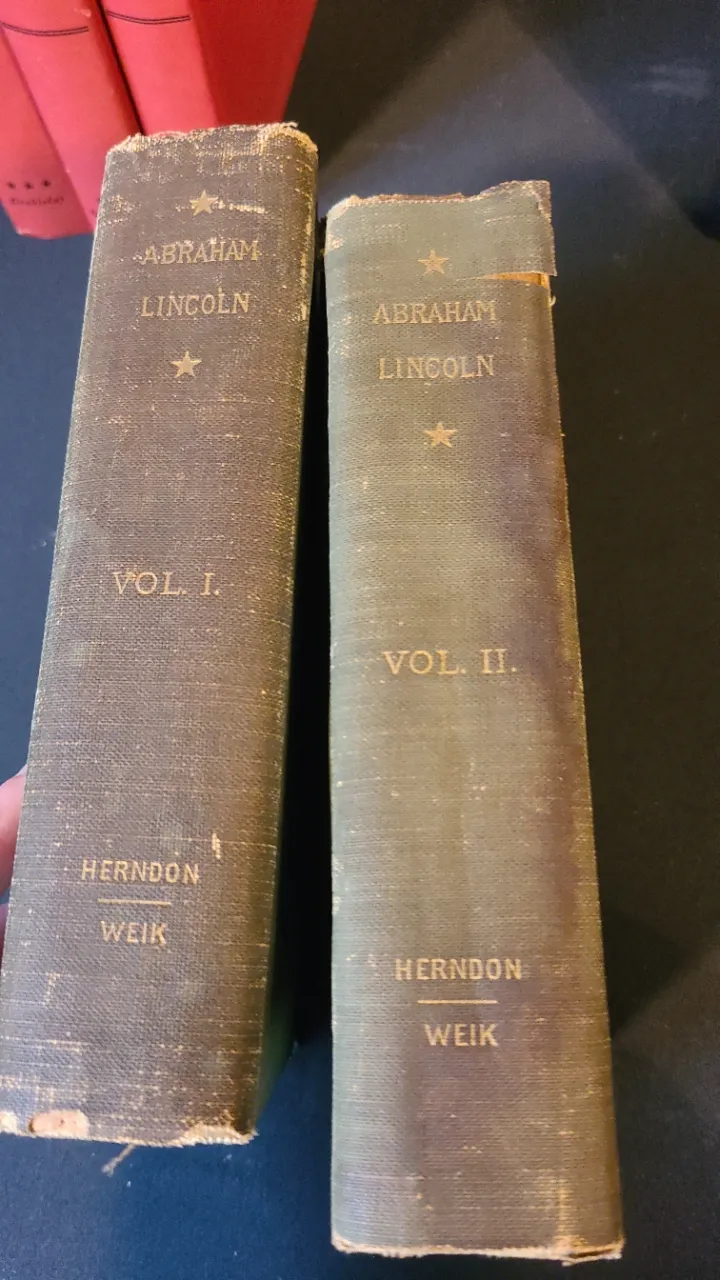 ABRAHAM
LINCOLN
VOL. I.
HERNDON
WEIK
ABRAHAM
LINCOLN
VOL. II.
HERNDON
WEIK